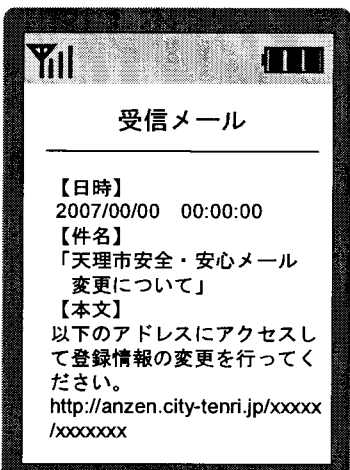 受信メール
【日時】
2007/00/00　00:00:00
【件名】
「天理市安全・安心メール
変更について」
【本文】
以下のアドレスにアクセスし
て登録情報の変更を行ってく
ださい。
http://anzen.city-tenri.jp/xxxxx
/xxxxxxx